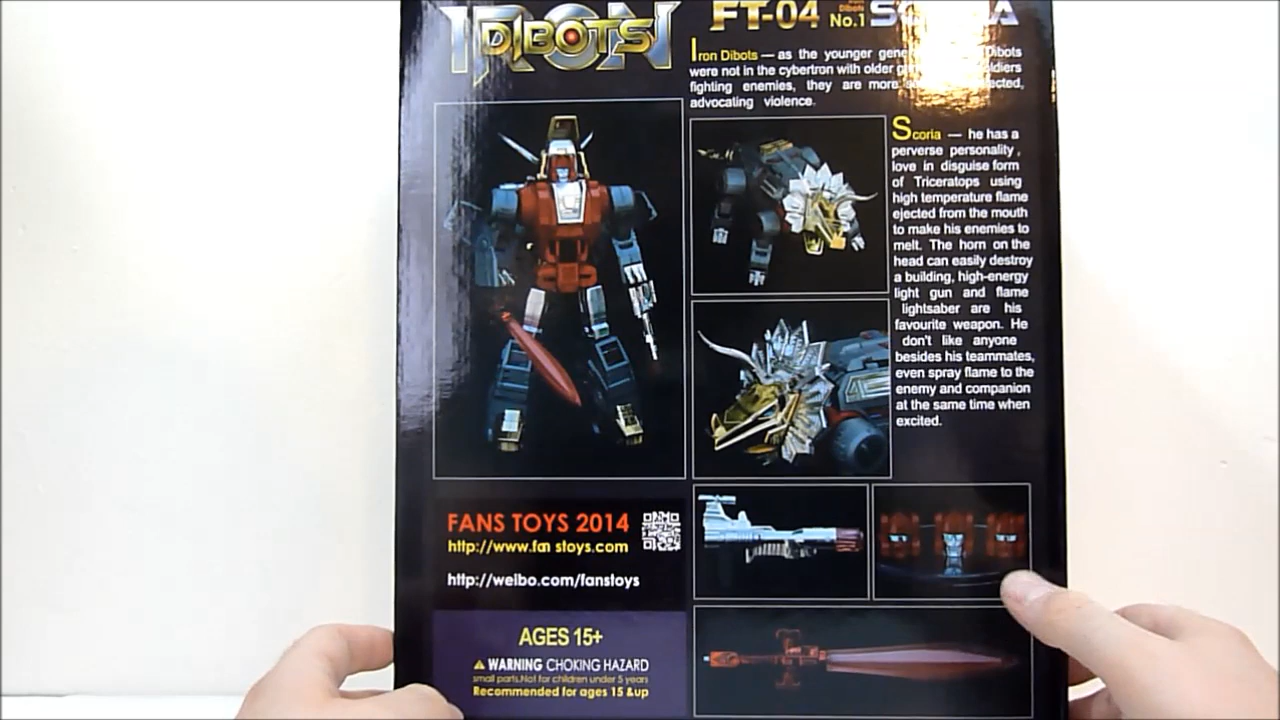 IRON
DIBOTS
FT-04 Iron Dibots No.1
Iron Dibots — as the younger Dibots
were not in the cybertron with older
fighting enemies, they are more
advocating violence.
Scoria — he has a
perverse personality,
love in disguise form
of Triceratops using
high temperature flame
ejected from the mouth
to make his enemies to
melt. The horn on the
head can easily destroy
a building, high-energy
light gun and flame
lightsaber are his
favourite weapon. He
don't like anyone
besides his teammates,
even spray flame to the
enemy and companion
at the same time when
excited.
FANS TOYS 2014
http://www.fan stoys.com
http://weibo.com/fanstoys
AGES 15+
WARNING CHOKING HAZARD
small parts.Not for children under 5 years
Recommended for ages 15 &up